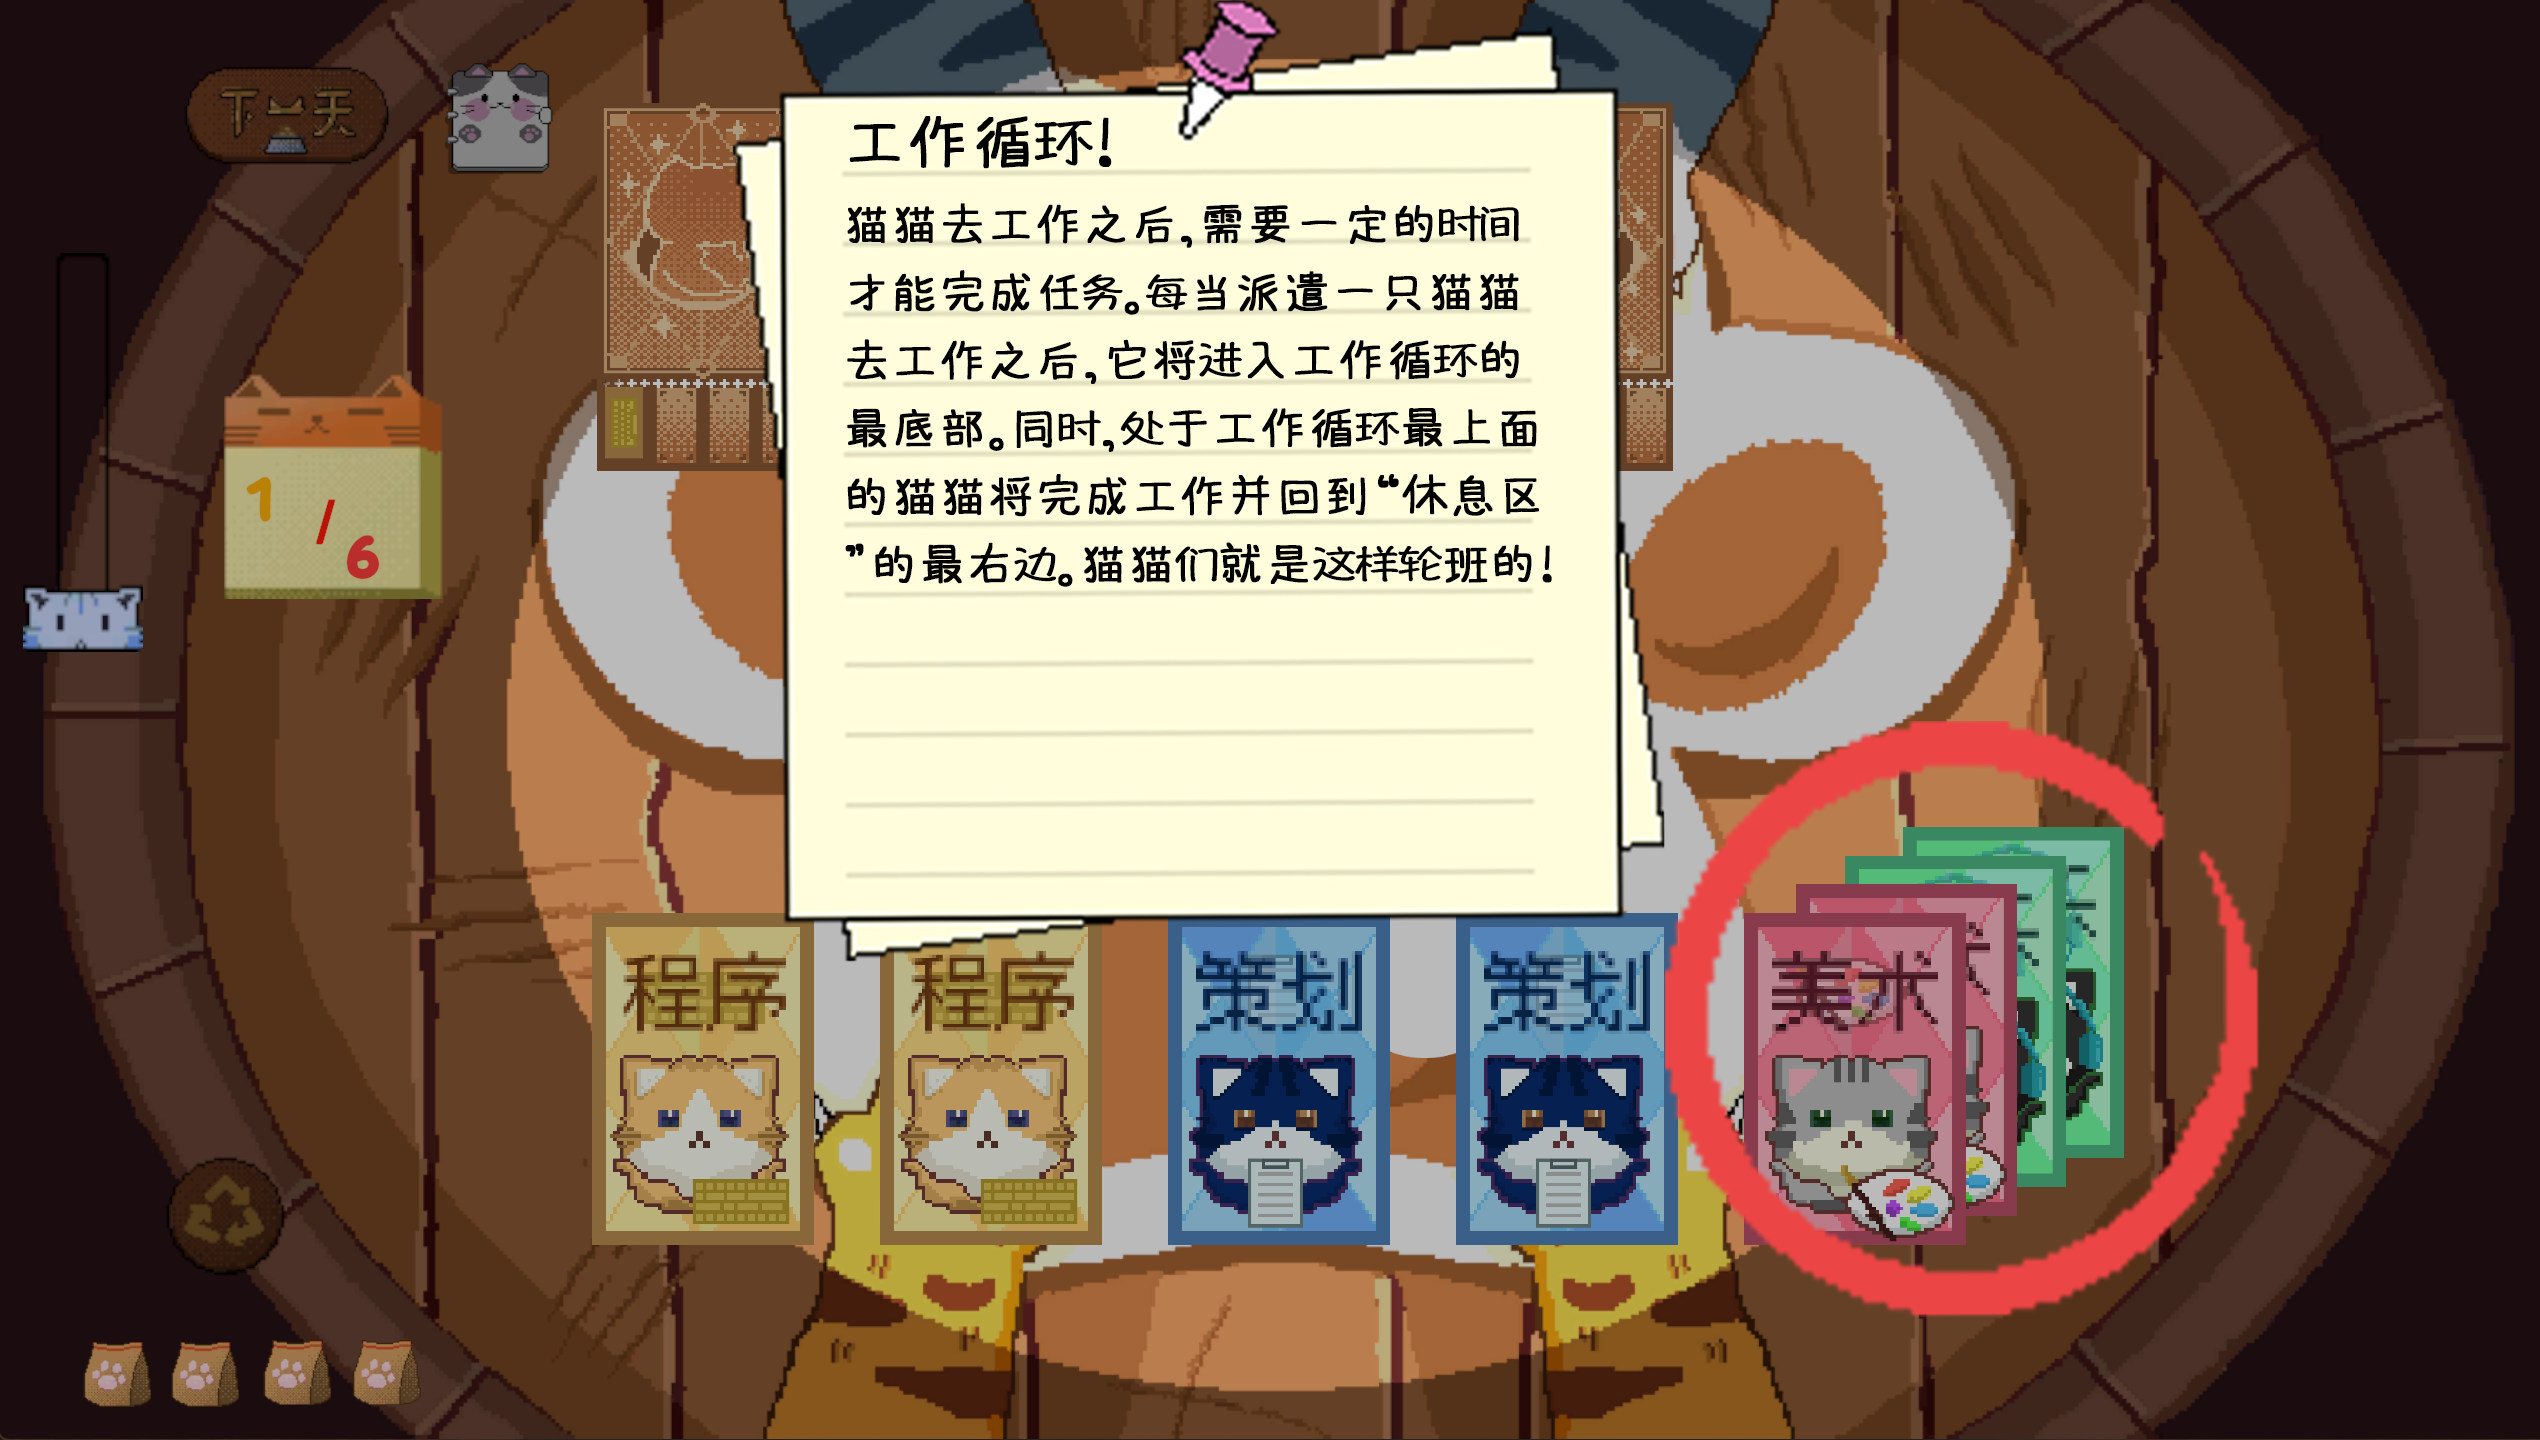 下一天
工作循环!
猫猫去工作之后,需要一定的时间
才能完成任务。每当派遣一只猫猫
去工作之后,它将进入工作循环的
最底部。同时,处于工作循环最上面
的猫猫将完成工作并回到“休息区
”的最右边。猫猫们就是这样轮班的!
1/6
程序
程序
策划
策划
美术